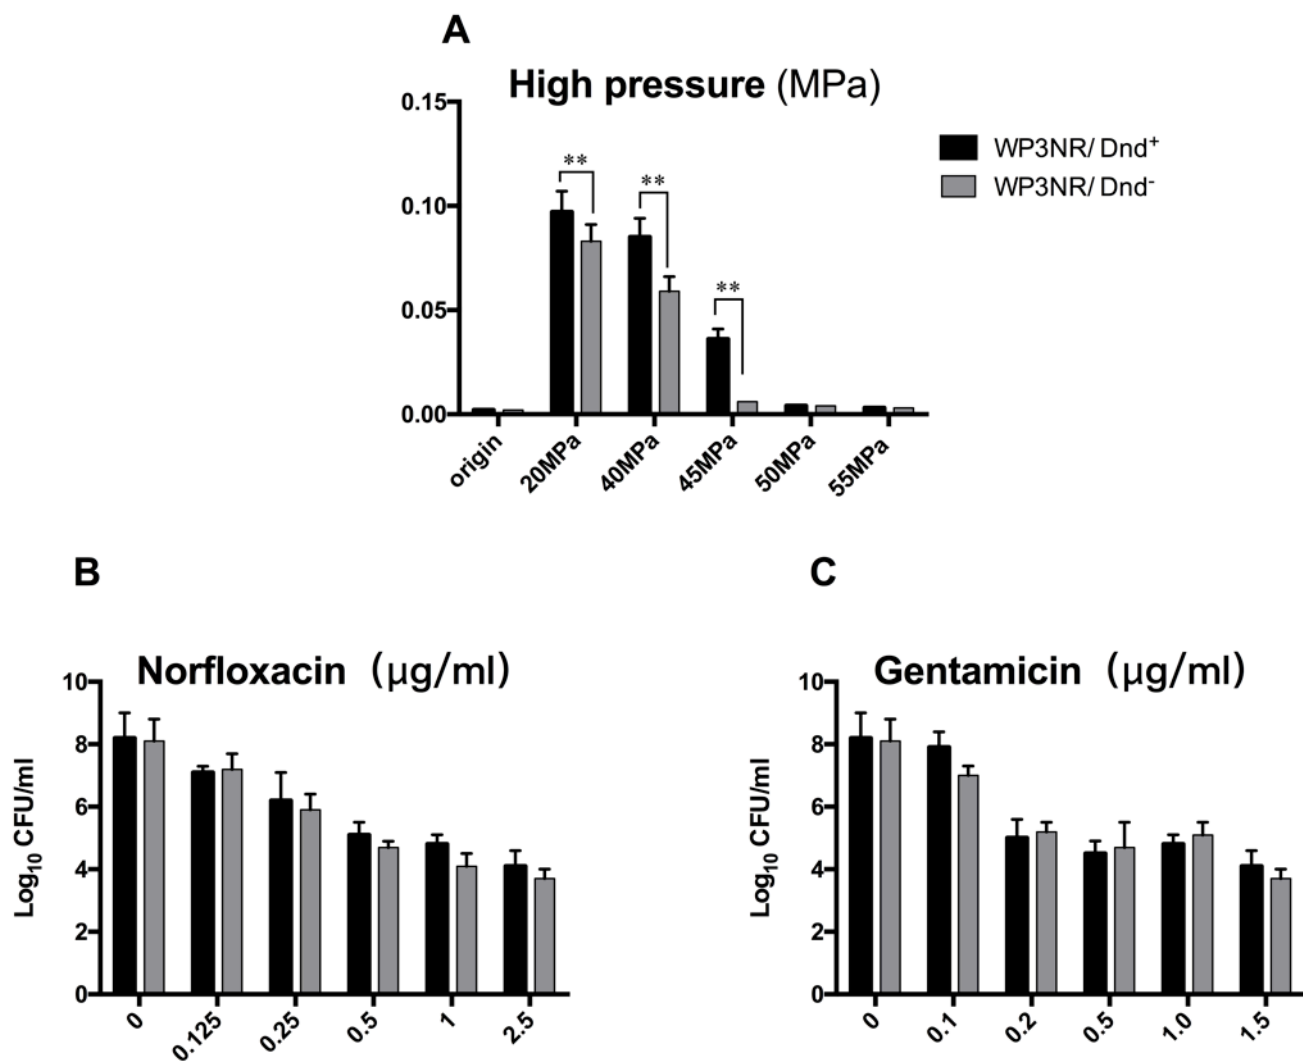 A
High pressure (MPa)
0.15
0.10
0.05
0.00
** ** **
WP3NR/ Dnd⁺
WP3NR/ Dnd⁻
origin 20MPa 40MPa 45MPa 50MPa 55MPa
B
Norfloxacin (μg/ml)
Log₁₀ CFU/ml
10
8
6
4
2
0
0 0.125 0.25 0.5 1 2.5
C
Gentamicin (μg/ml)
Log₁₀ CFU/ml
10
8
6
4
2
0
0 0.1 0.2 0.5 1.0 1.5